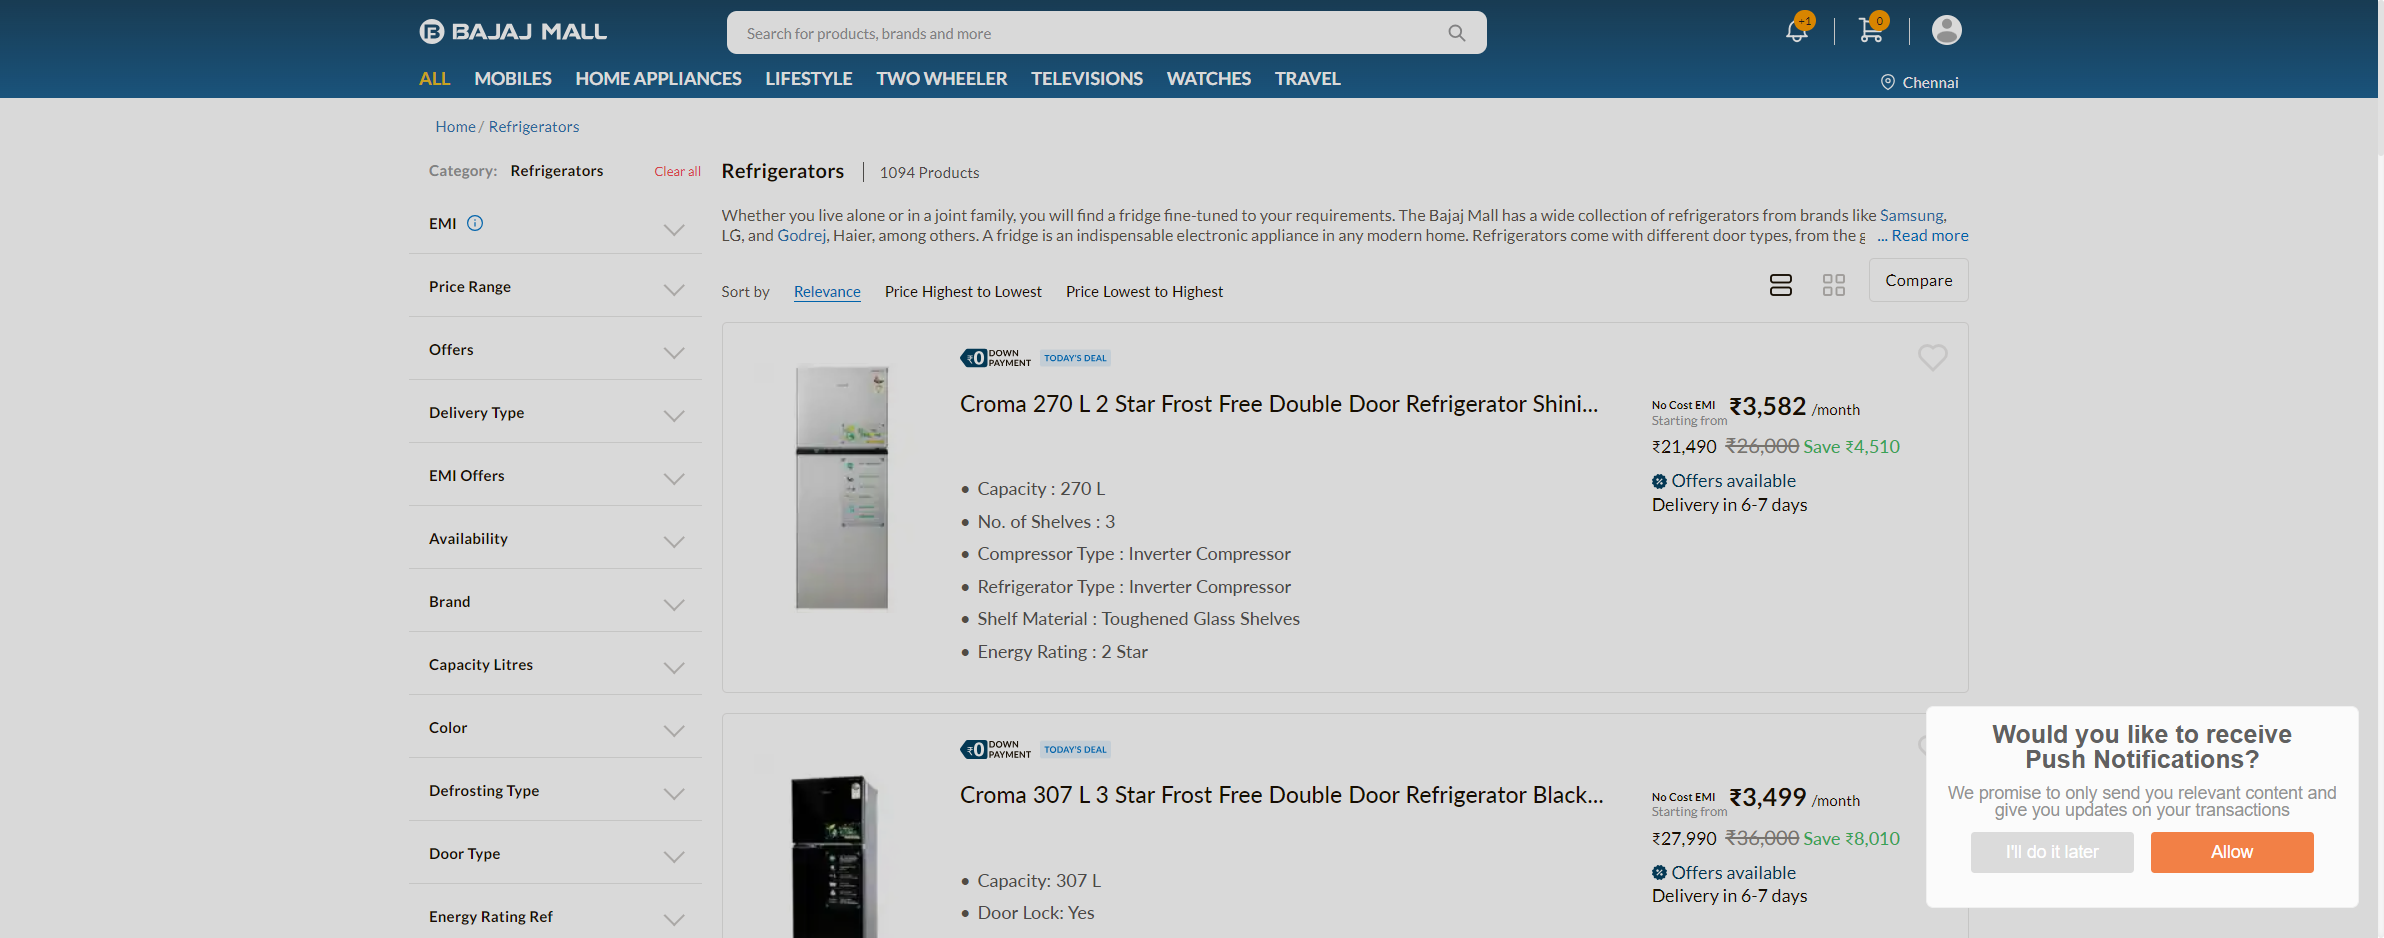 BAJAJ MALL
Search for products, brands and more
+1
0
ALL MOBILES HOME APPLIANCES LIFESTYLE TWO WHEELER TELEVISIONS WATCHES TRAVEL
Chennai
Home / Refrigerators
Category: Refrigerators Clear all
EMI
Price Range
Offers
Delivery Type
EMI Offers
Availability
Brand
Capacity Litres
Color
Defrosting Type
Door Type
Energy Rating Ref
Refrigerators 1094 Products
Whether you live alone or in a joint family, you will find a fridge fine-tuned to your requirements. The Bajaj Mall has a wide collection of refrigerators from brands like Samsung,
LG, and Godrej, Haier, among others. A fridge is an indispensable electronic appliance in any modern home. Refrigerators come with different door types, from the g ... Read more
Sort by Relevance Price Highest to Lowest Price Lowest to Highest
Compare
₹0 DOWN PAYMENT TODAY'S DEAL
Croma 270 L 2 Star Frost Free Double Door Refrigerator Shini...
• Capacity : 270 L
• No. of Shelves : 3
• Compressor Type : Inverter Compressor
• Refrigerator Type : Inverter Compressor
• Shelf Material : Toughened Glass Shelves
• Energy Rating : 2 Star
No Cost EMI ₹3,582 /month
Starting from
₹21,490 ₹26,000 Save ₹4,510
Offers available
Delivery in 6-7 days
₹0 DOWN PAYMENT TODAY'S DEAL
Croma 307 L 3 Star Frost Free Double Door Refrigerator Black...
• Capacity: 307 L
• Door Lock: Yes
No Cost EMI ₹3,499 /month
Starting from
₹27,990 ₹36,000 Save ₹8,010
Offers available
Delivery in 6-7 days
Would you like to receive
Push Notifications?
We promise to only send you relevant content and
give you updates on your transactions
I'll do it later Allow